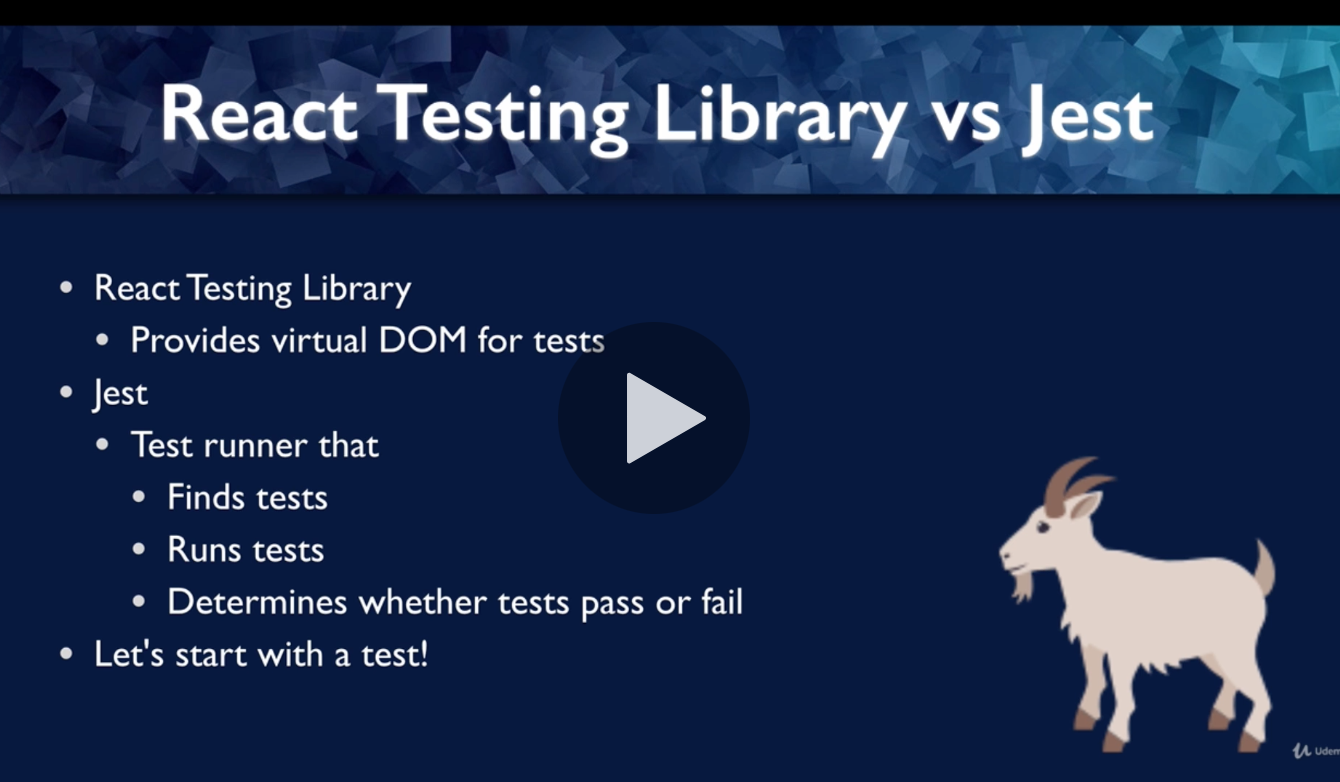 React Testing Library vs Jest
• React Testing Library
• Provides virtual DOM for tests
• Jest
• Test runner that
• Finds tests
• Runs tests
• Determines whether tests pass or fail
• Let's start with a test!